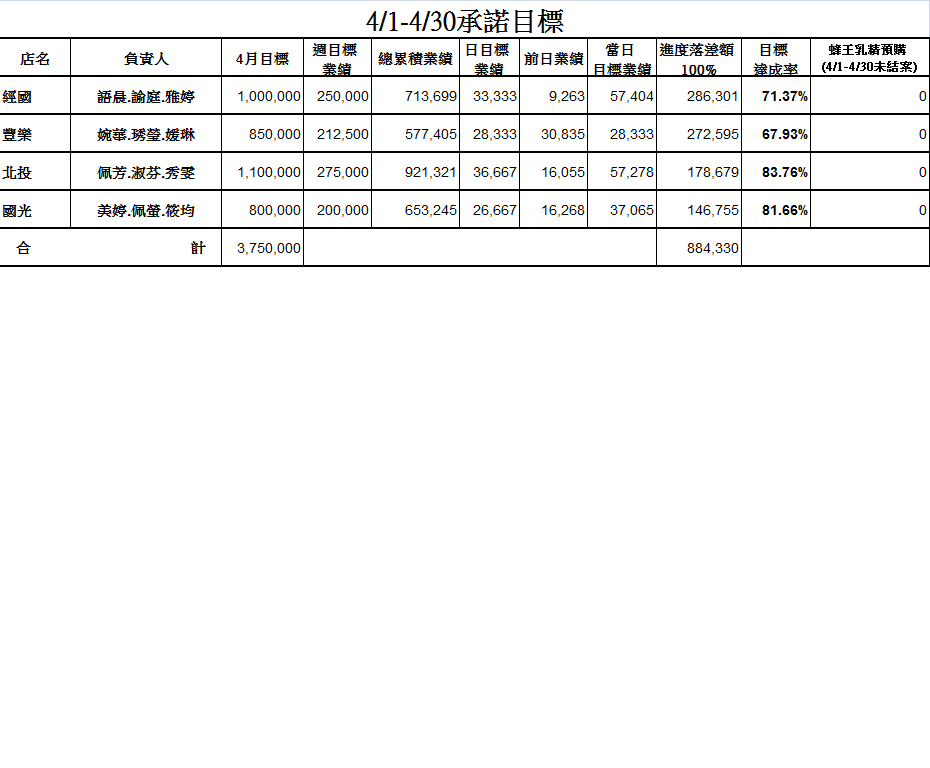 4/1-4/30承諾目標
店名 負責人 4月目標 週目標業績 總累積業績 日目標業績 前日業績 當日目標業績 進度落差額100% 目標達成率 蜂王乳精預購(4/1-4/30未結案)
經國 語晨.諭庭.雅婷 1,000,000 250,000 713,699 33,333 9,263 57,404 286,301 71.37% 0
豐樂 婉華.琇瑩.媛琳 850,000 212,500 577,405 28,333 30,835 28,333 272,595 67.93% 0
北投 佩芳.淑芬.秀雯 1,100,000 275,000 921,321 36,667 16,055 57,278 178,679 83.76% 0
國光 美婷.佩螢.筱均 800,000 200,000 653,245 26,667 16,268 37,065 146,755 81.66% 0
合 計 3,750,000 884,330